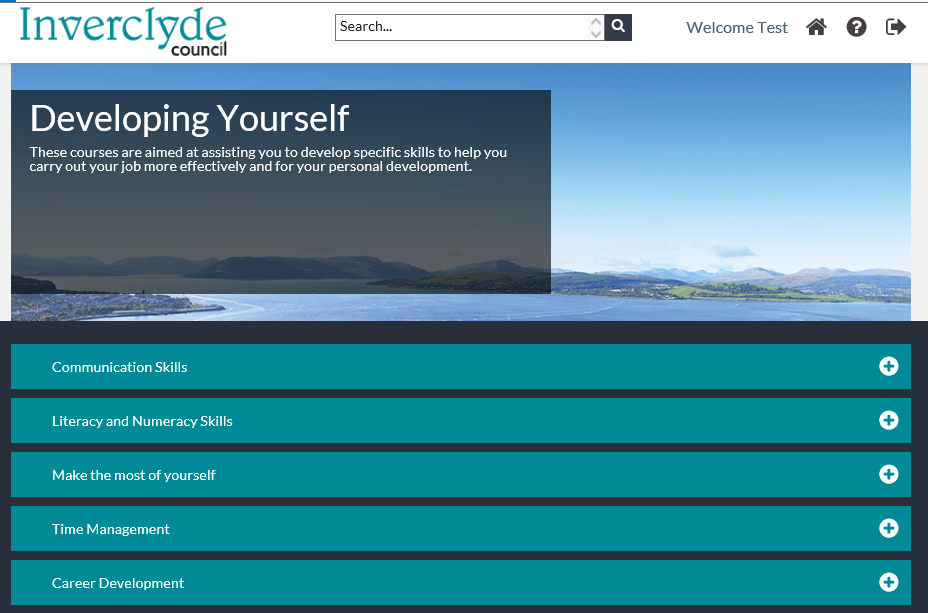 Inverclyde
council
Search...
Welcome Test
Developing Yourself
These courses are aimed at assisting you to develop specific skills to help you
carry out your job more effectively and for your personal development.
Communication Skills
Literacy and Numeracy Skills
Make the most of yourself
Time Management
Career Development